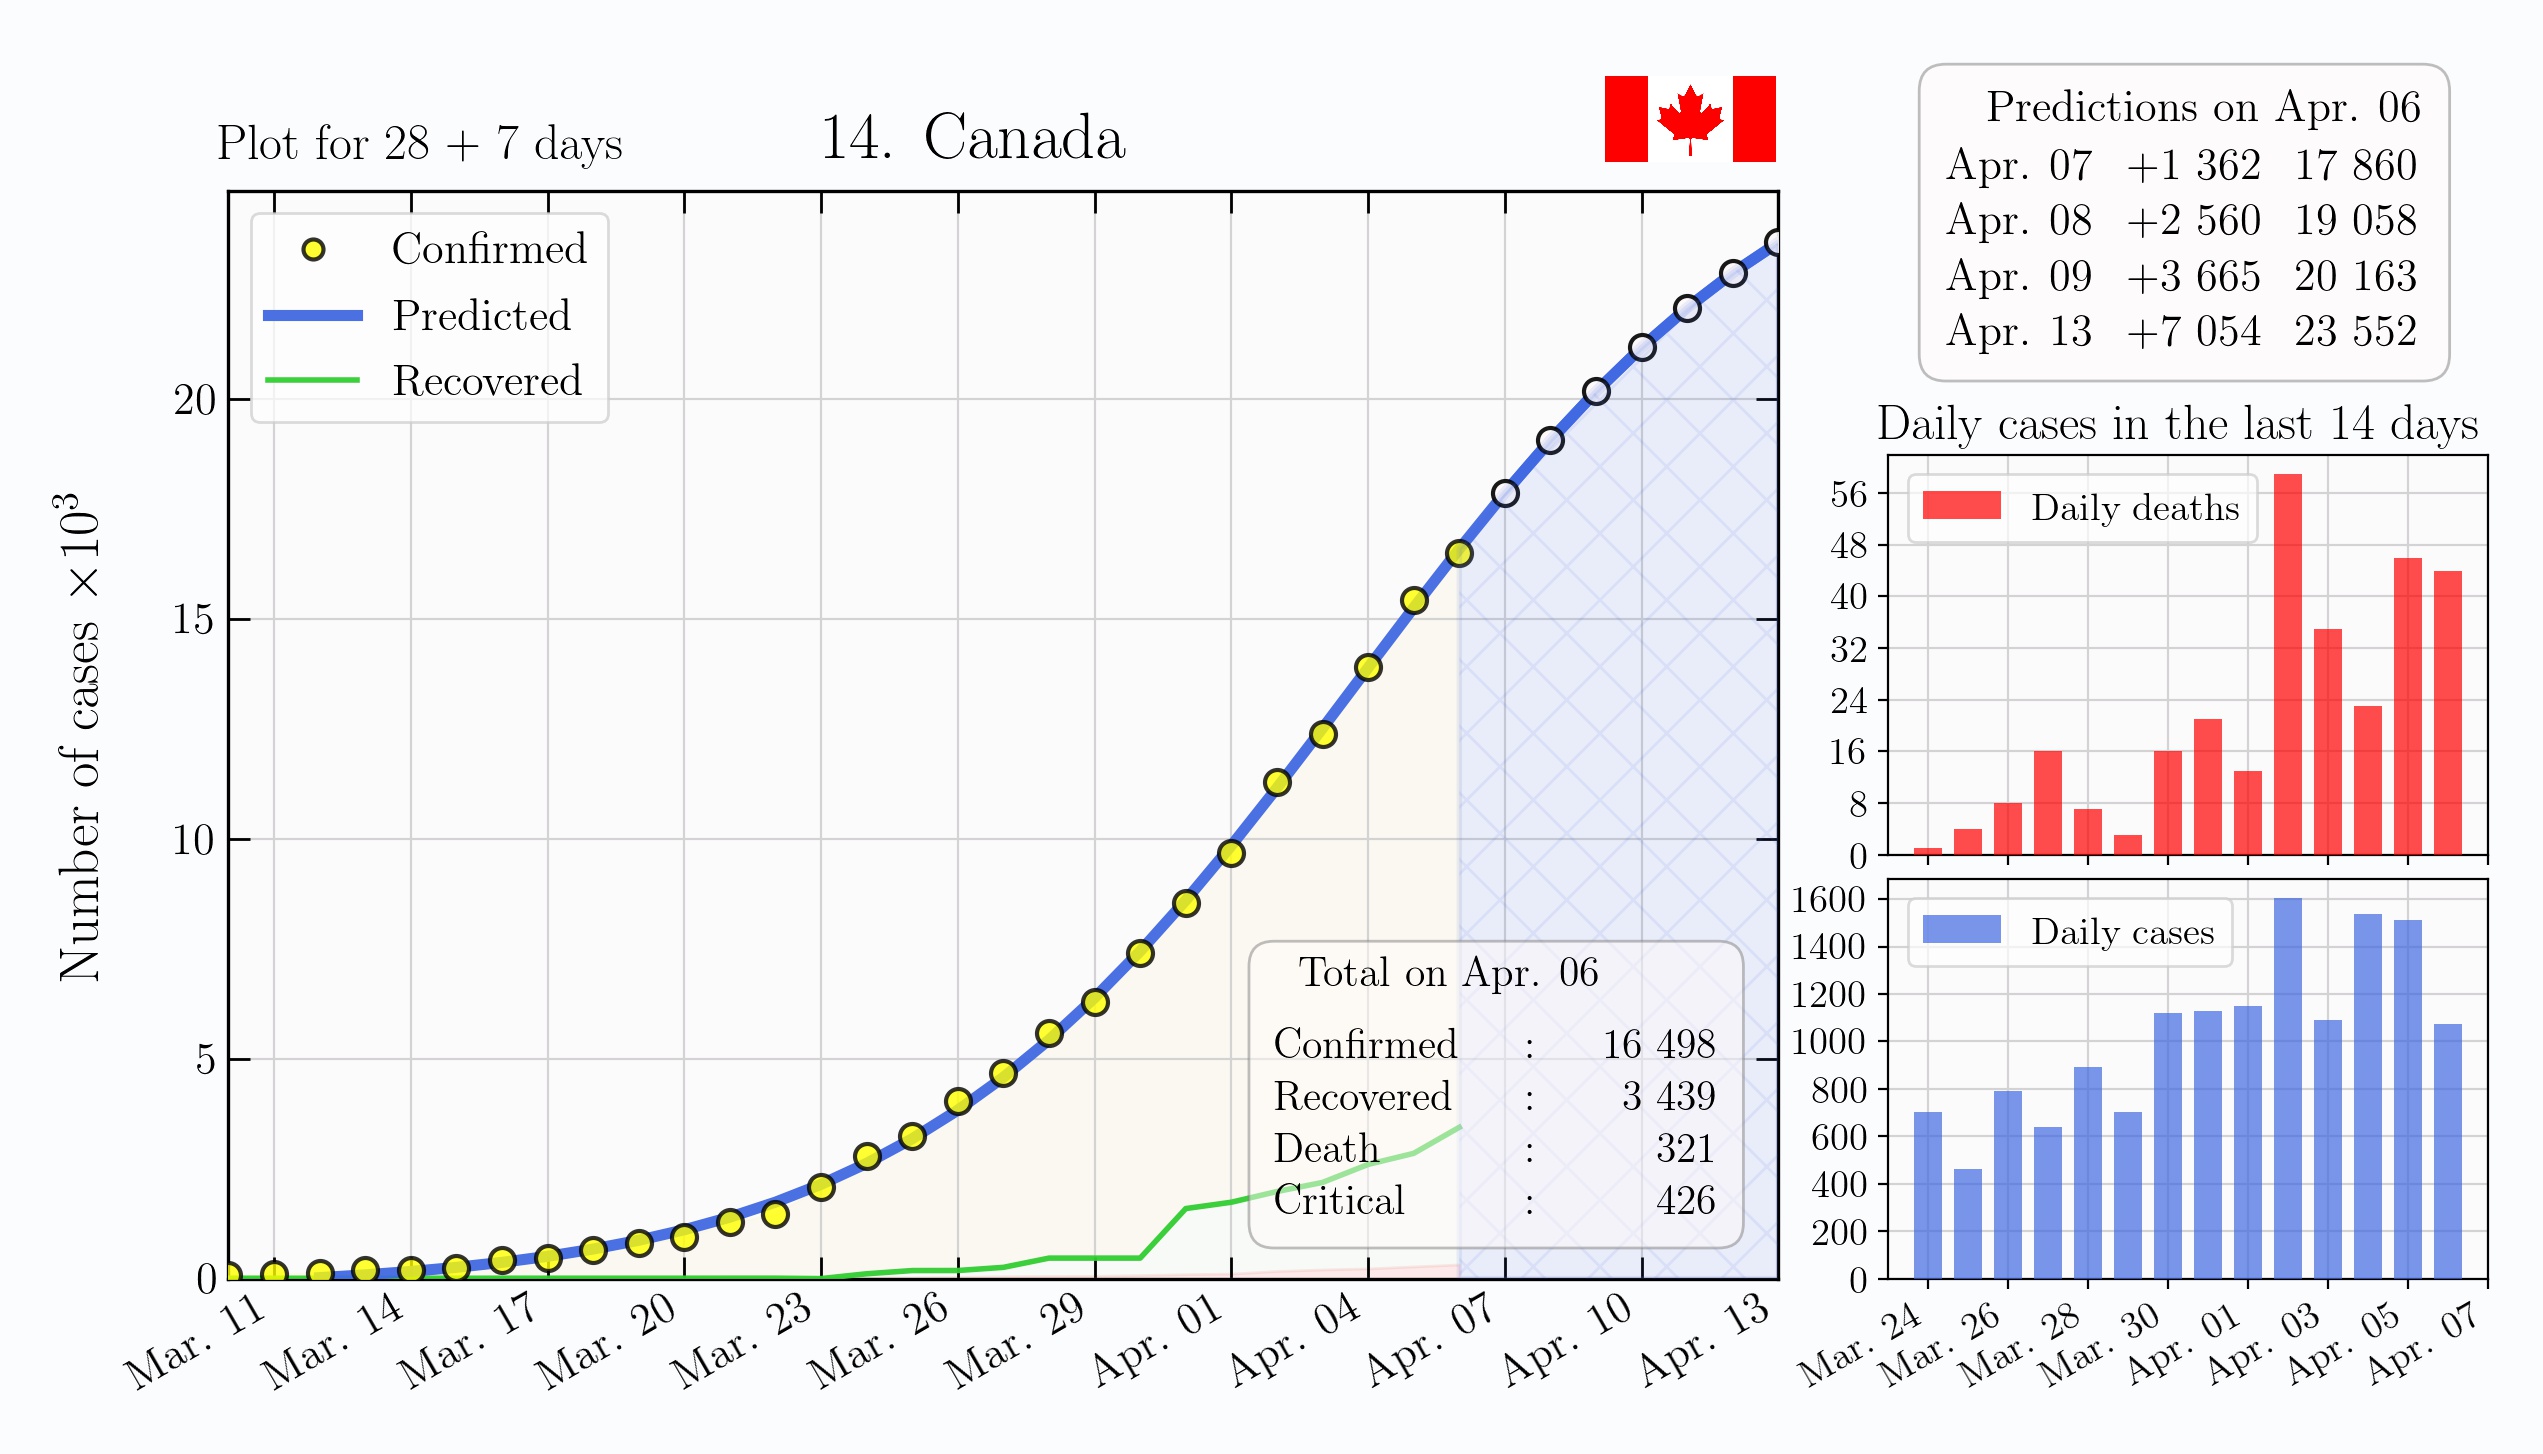 Plot for 28 + 7 days
14. Canada
Confirmed
Predicted
Recovered
Number of cases ×10³
20
15
10
5
0
Mar. 11
Mar. 14
Mar. 17
Mar. 20
Mar. 23
Mar. 26
Mar. 29
Apr. 01
Apr. 04
Apr. 07
Apr. 10
Apr. 13
Total on Apr. 06
Confirmed : 16 498
Recovered : 3 439
Death : 321
Critical : 426
Predictions on Apr. 06
Apr. 07 +1 362 17 860
Apr. 08 +2 560 19 058
Apr. 09 +3 665 20 163
Apr. 13 +7 054 23 552
Daily cases in the last 14 days
Daily deaths
56
48
40
32
24
16
8
0
Daily cases
1600
1400
1200
1000
800
600
400
200
0
Mar. 24
Mar. 26
Mar. 28
Mar. 30
Apr. 01
Apr. 03
Apr. 05
Apr. 07